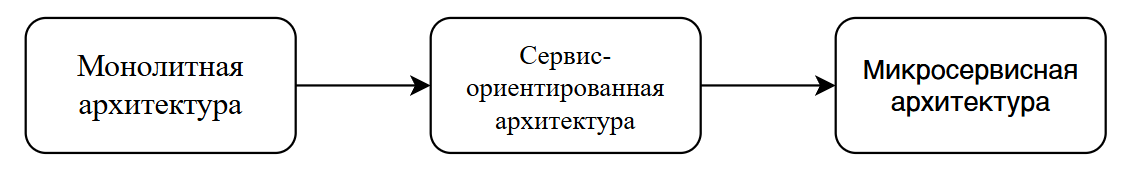 Монолитная
архитектура
Сервис-
ориентированная
архитектура
Микросервисная
архитектура